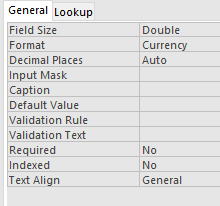 General Lookup
Field Size Double
Format Currency
Decimal Places Auto
Input Mask
Caption
Default Value
Validation Rule
Validation Text
Required No
Indexed No
Text Align General